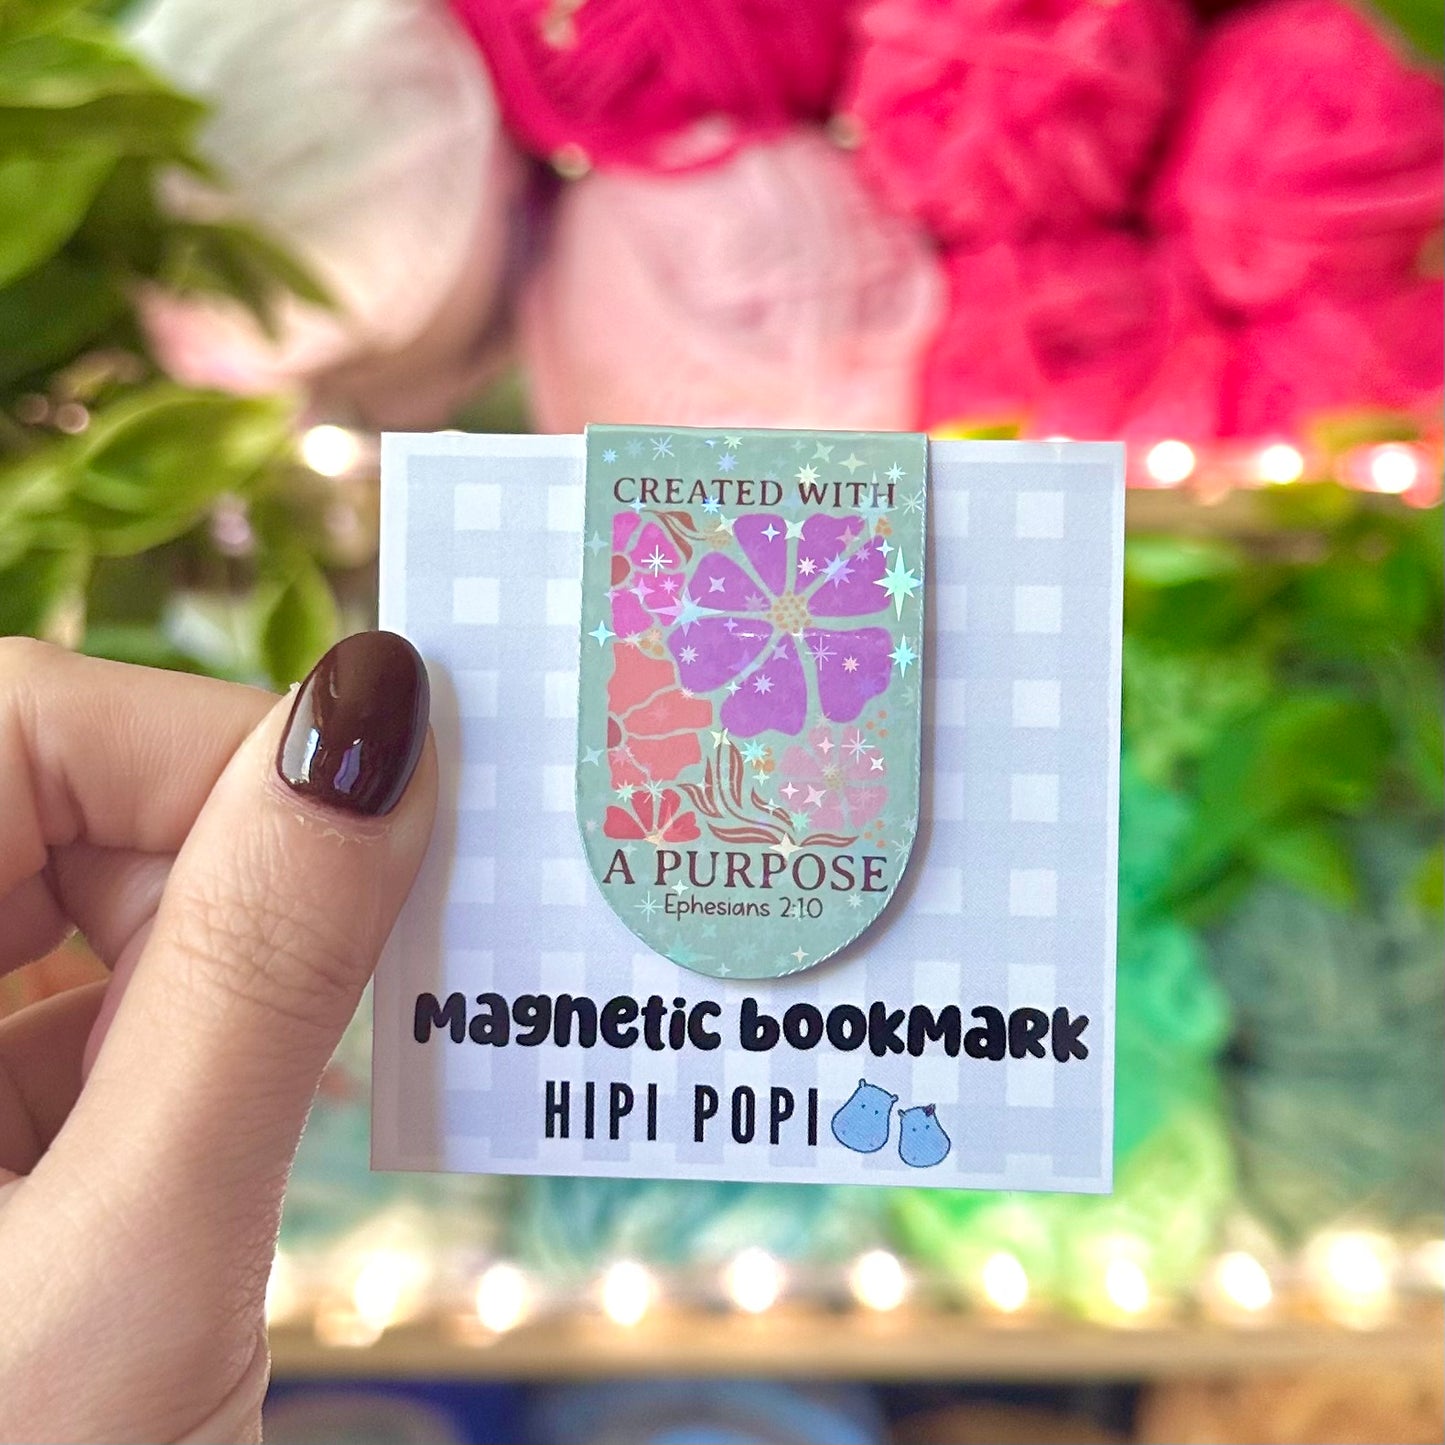 CREATED WITH
A PURPOSE
Ephesians 2:10
Magnetic bookmark
HIPI POPI